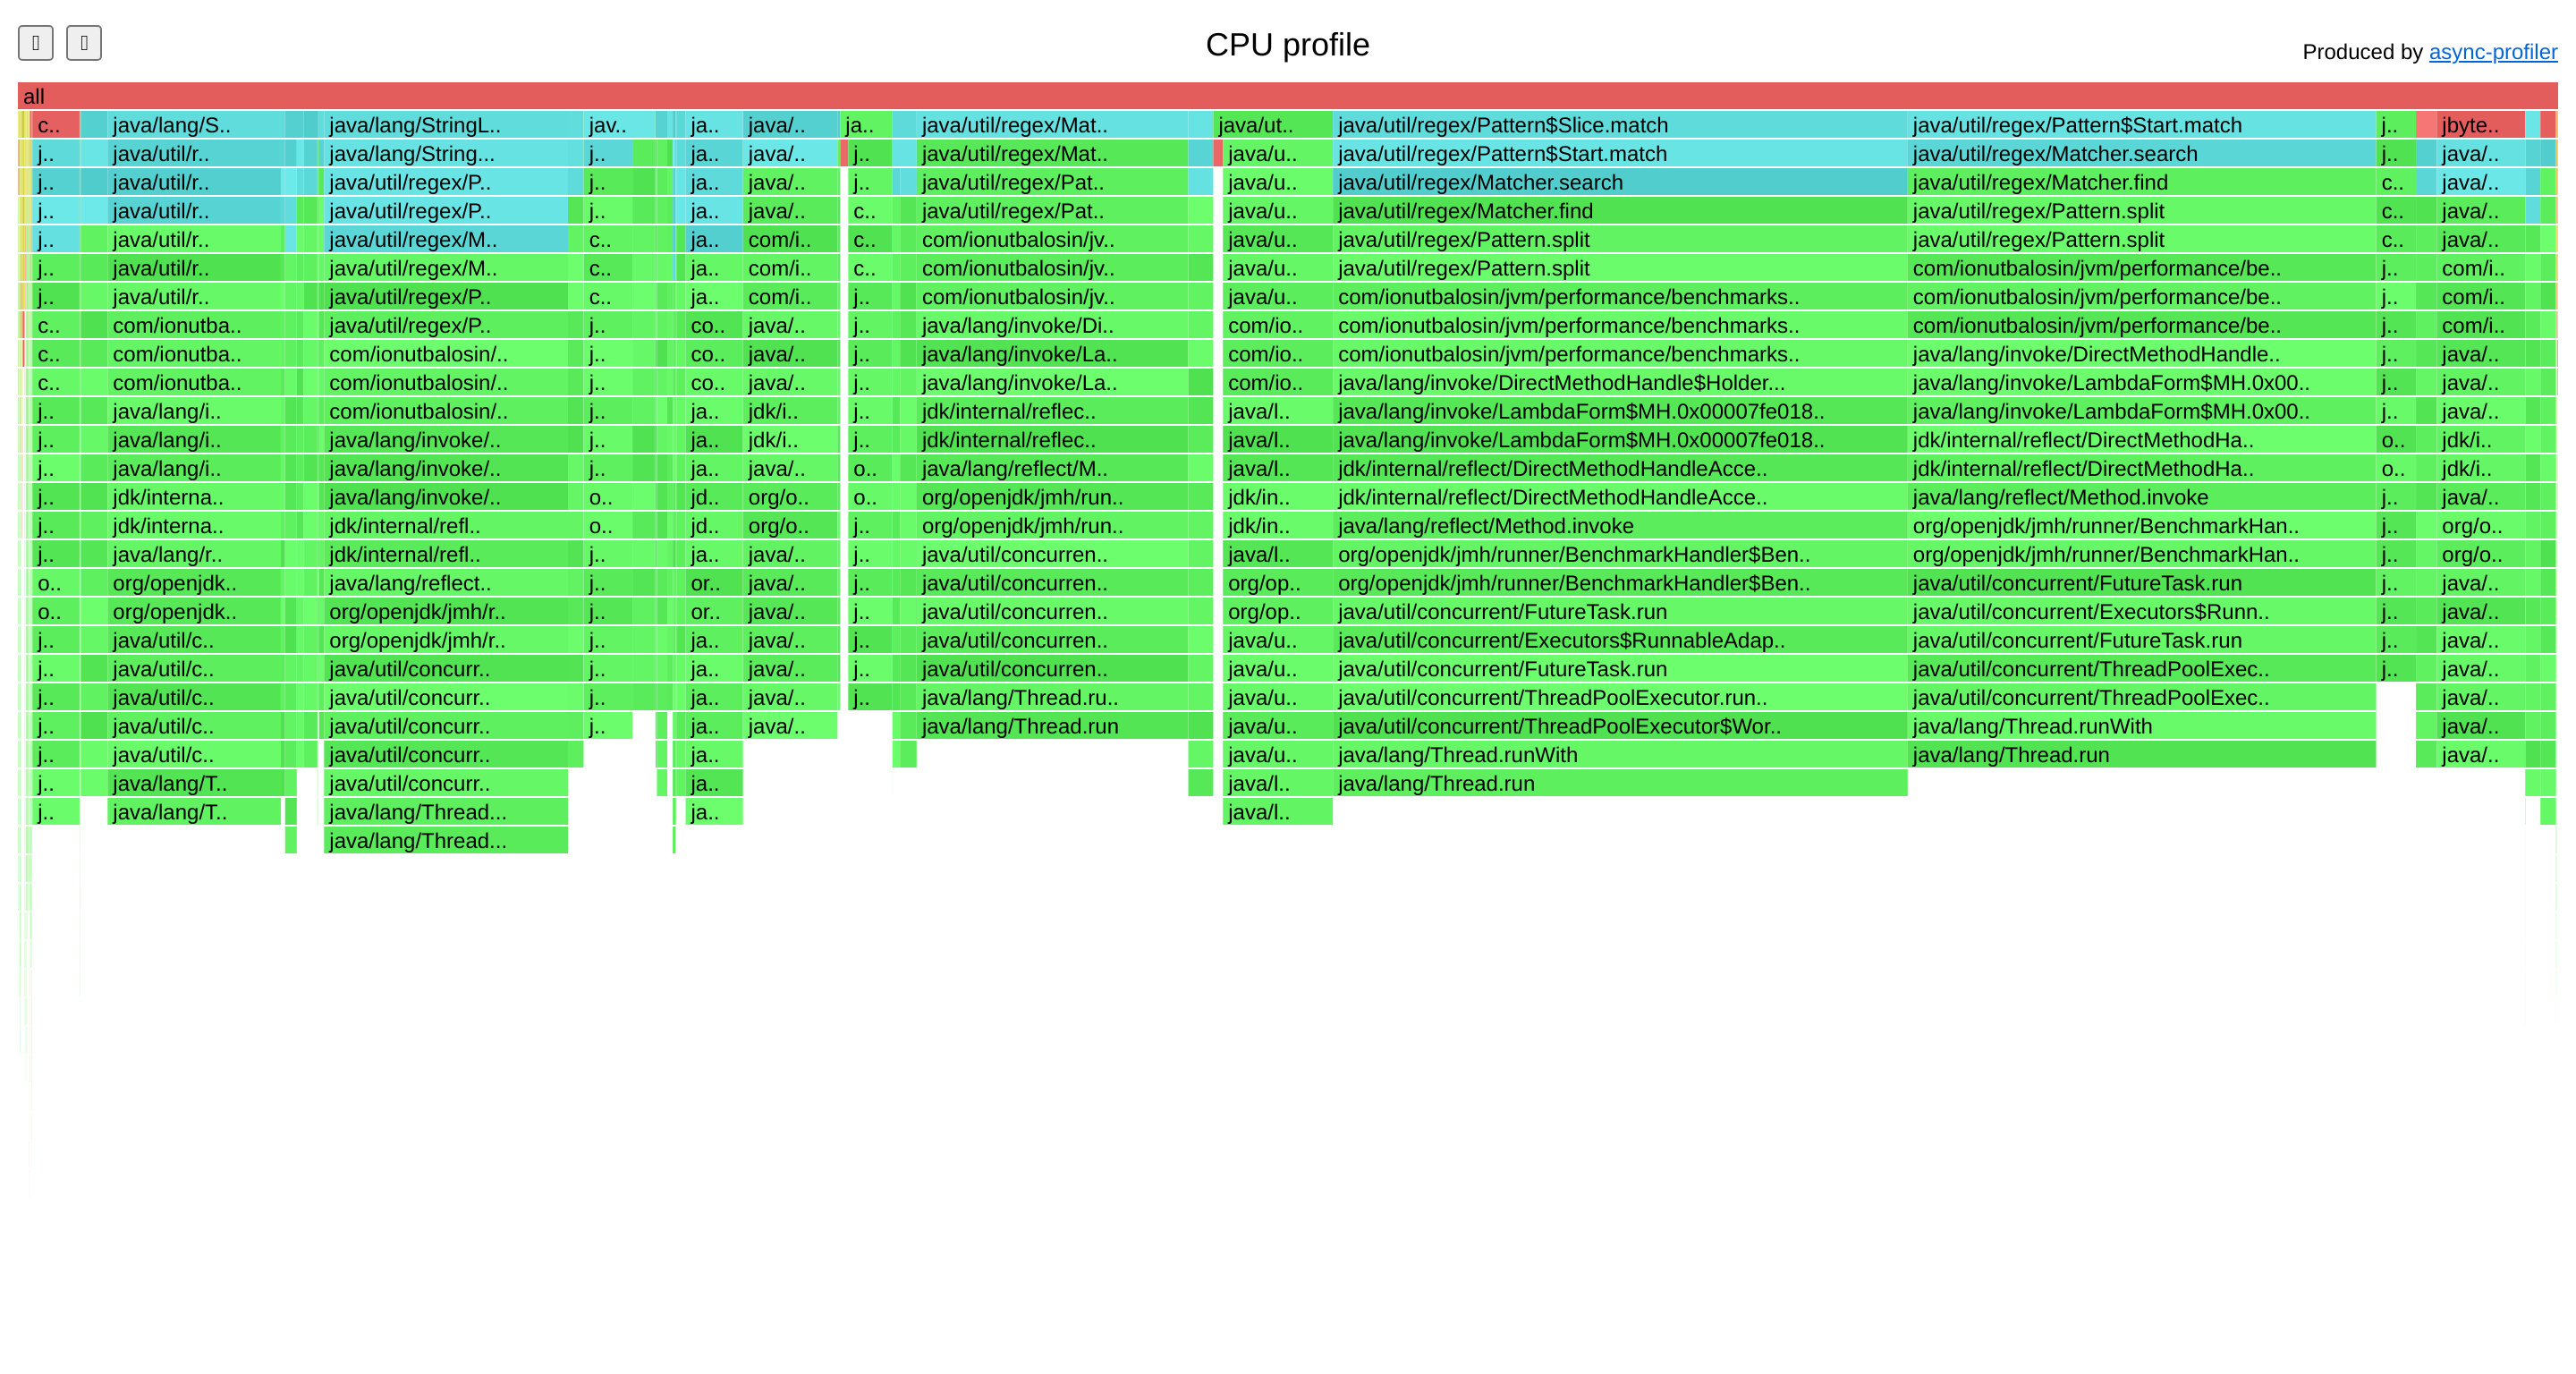 CPU profile
Produced by async-profiler
all
c.. java/lang/S.. java/lang/StringL.. jav.. ja.. java/.. ja.. java/util/regex/Mat.. java/ut.. java/util/regex/Pattern$Slice.match java/util/regex/Pattern$Start.match j.. jbyte..
j.. java/util/r.. java/lang/String... j.. ja.. java/.. j.. java/util/regex/Mat.. java/u.. java/util/regex/Pattern$Start.match java/util/regex/Matcher.search j.. java/..
j.. java/util/r.. java/util/regex/P.. j.. ja.. java/.. j.. java/util/regex/Pat.. java/u.. java/util/regex/Matcher.search java/util/regex/Matcher.find c.. java/..
j.. java/util/r.. java/util/regex/P.. j.. ja.. java/.. c.. java/util/regex/Pat.. java/u.. java/util/regex/Matcher.find java/util/regex/Pattern.split c.. java/..
j.. java/util/r.. java/util/regex/M.. c.. ja.. com/i.. c.. com/ionutbalosin/jv.. java/u.. java/util/regex/Pattern.split java/util/regex/Pattern.split c.. java/..
j.. java/util/r.. java/util/regex/M.. c.. ja.. com/i.. c.. com/ionutbalosin/jv.. java/u.. java/util/regex/Pattern.split com/ionutbalosin/jvm/performance/be.. j.. com/i..
j.. java/util/r.. java/util/regex/P.. c.. ja.. com/i.. j.. com/ionutbalosin/jv.. java/u.. com/ionutbalosin/jvm/performance/benchmarks.. com/ionutbalosin/jvm/performance/be.. j.. com/i..
c.. com/ionutba.. java/util/regex/P.. j.. co.. java/.. j.. java/lang/invoke/Di.. com/io.. com/ionutbalosin/jvm/performance/benchmarks.. com/ionutbalosin/jvm/performance/be.. j.. com/i..
c.. com/ionutba.. com/ionutbalosin/.. j.. co.. java/.. j.. java/lang/invoke/La.. com/io.. com/ionutbalosin/jvm/performance/benchmarks.. java/lang/invoke/DirectMethodHandle.. j.. java/..
c.. com/ionutba.. com/ionutbalosin/.. j.. co.. java/.. j.. java/lang/invoke/La.. com/io.. java/lang/invoke/DirectMethodHandle$Holder... java/lang/invoke/LambdaForm$MH.0x00.. j.. java/..
j.. java/lang/i.. com/ionutbalosin/.. j.. ja.. jdk/i.. j.. jdk/internal/reflec.. java/l.. java/lang/invoke/LambdaForm$MH.0x00007fe018.. java/lang/invoke/LambdaForm$MH.0x00.. j.. java/..
j.. java/lang/i.. java/lang/invoke/.. j.. ja.. jdk/i.. j.. jdk/internal/reflec.. java/l.. java/lang/invoke/LambdaForm$MH.0x00007fe018.. jdk/internal/reflect/DirectMethodHa.. o.. jdk/i..
j.. java/lang/i.. java/lang/invoke/.. j.. ja.. java/.. o.. java/lang/reflect/M.. java/l.. jdk/internal/reflect/DirectMethodHandleAcce.. jdk/internal/reflect/DirectMethodHa.. o.. jdk/i..
j.. jdk/interna.. java/lang/invoke/.. o.. jd.. org/o.. o.. org/openjdk/jmh/run.. jdk/in.. jdk/internal/reflect/DirectMethodHandleAcce.. java/lang/reflect/Method.invoke j.. java/..
j.. jdk/interna.. jdk/internal/refl.. o.. jd.. org/o.. j.. org/openjdk/jmh/run.. jdk/in.. java/lang/reflect/Method.invoke org/openjdk/jmh/runner/BenchmarkHan.. j.. org/o..
j.. java/lang/r.. jdk/internal/refl.. j.. ja.. java/.. j.. java/util/concurren.. java/l.. org/openjdk/jmh/runner/BenchmarkHandler$Ben.. org/openjdk/jmh/runner/BenchmarkHan.. j.. org/o..
o.. org/openjdk.. java/lang/reflect.. j.. or.. java/.. j.. java/util/concurren.. org/op.. org/openjdk/jmh/runner/BenchmarkHandler$Ben.. java/util/concurrent/FutureTask.run j.. java/..
o.. org/openjdk.. org/openjdk/jmh/r.. j.. or.. java/.. j.. java/util/concurren.. org/op.. java/util/concurrent/FutureTask.run java/util/concurrent/Executors$Runn.. j.. java/..
j.. java/util/c.. org/openjdk/jmh/r.. j.. ja.. java/.. j.. java/util/concurren.. java/u.. java/util/concurrent/Executors$RunnableAdap.. java/util/concurrent/FutureTask.run j.. java/..
j.. java/util/c.. java/util/concurr.. j.. ja.. java/.. j.. java/util/concurren.. java/u.. java/util/concurrent/FutureTask.run java/util/concurrent/ThreadPoolExec.. j.. java/..
j.. java/util/c.. java/util/concurr.. j.. ja.. java/.. j.. java/lang/Thread.ru.. java/u.. java/util/concurrent/ThreadPoolExecutor.run.. java/util/concurrent/ThreadPoolExec.. java/..
j.. java/util/c.. java/util/concurr.. j.. ja.. java/.. java/lang/Thread.run java/u.. java/util/concurrent/ThreadPoolExecutor$Wor.. java/lang/Thread.runWith java/..
j.. java/util/c.. java/util/concurr.. ja.. java/u.. java/lang/Thread.runWith java/lang/Thread.run java/..
j.. java/lang/T.. java/util/concurr.. ja.. java/l.. java/lang/Thread.run
j.. java/lang/T.. java/lang/Thread... ja.. java/l..
java/lang/Thread...